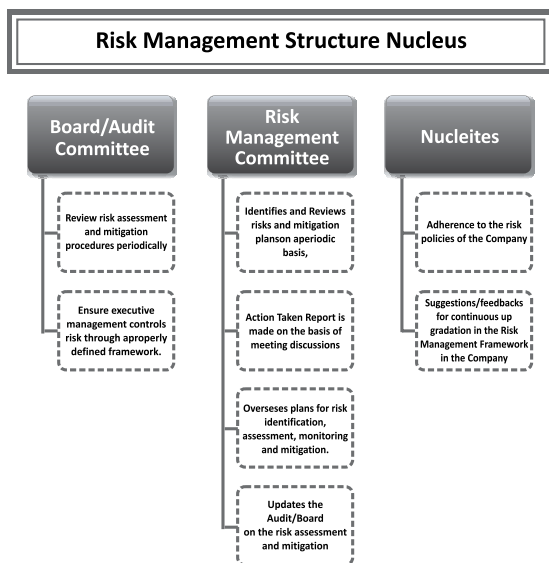 Risk Management Structure Nucleus
Board/Audit
Committee
Review risk assessment
and mitigation
procedures periodically
Ensure executive
management controls
risk through aproperly
defined framework.
Risk
Management
Committee
Identifies and Reviews
risks and mitigation
planson aperiodic
basis,
Action Taken Report is
made on the basis of
meeting discussions
Overseses plans for risk
identification,
assessment, monitoring
and mitigation.
Updates the
Audit/Board
on the risk assessment
and mitigation
Nucleites
Adherence to the risk
policies of the Company
Suggestions/feedbacks
for continuous up
gradation in the Risk
Management Framework
in the Company